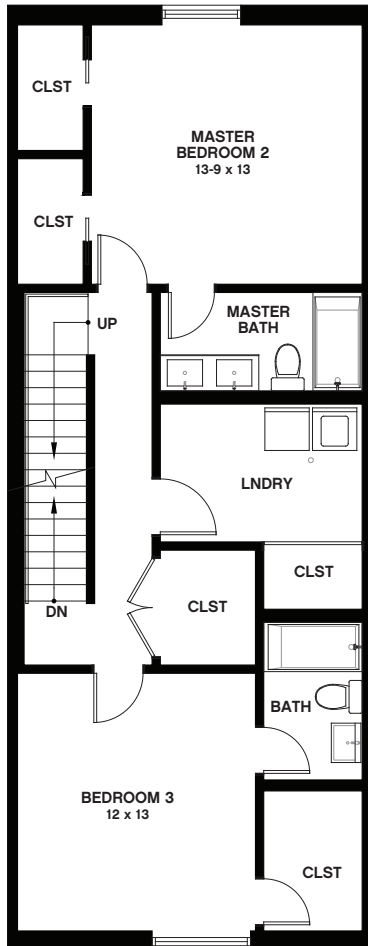 CLST
MASTER
BEDROOM 2
13-9 x 13
CLST
UP
MASTER
BATH
LNDRY
CLST
CLST
DN
BATH
BEDROOM 3
12 x 13
CLST